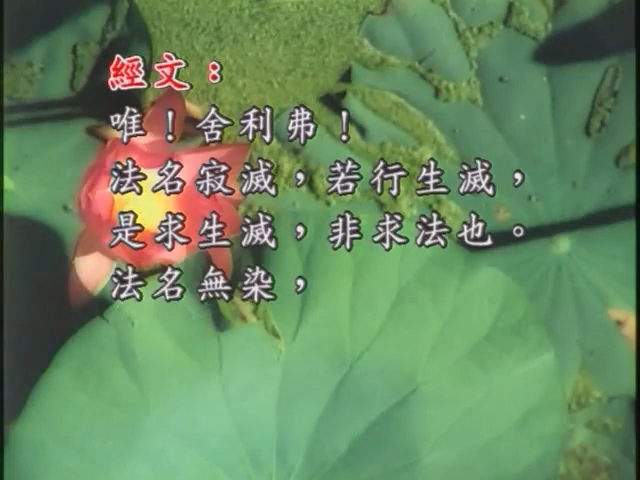 經文：
唯！舍利弗！
法名寂滅，若行生滅，
是求生滅，非求法也。
法名無染，